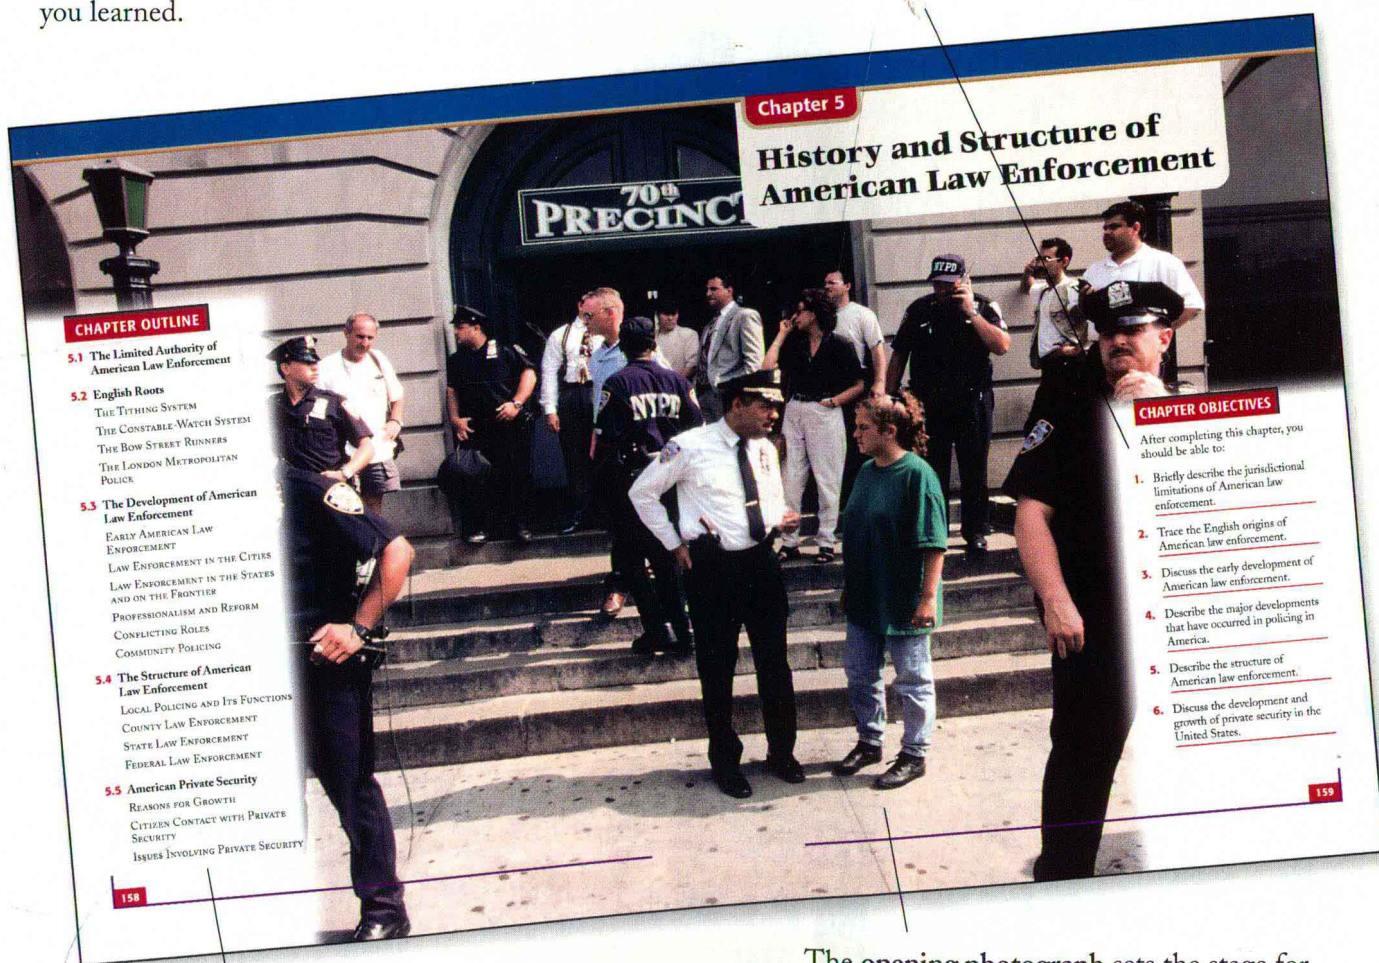 you learned.
Chapter 5
History and Structure of
American Law Enforcement
70th
PRECINCT
NYPD
NYPD
CHAPTER OUTLINE
5.1 The Limited Authority of
American Law Enforcement
5.2 English Roots
THE TITHING SYSTEM
THE CONSTABLE-WATCH SYSTEM
THE BOW STREET RUNNERS
THE LONDON METROPOLITAN
POLICE
5.3 The Development of American
Law Enforcement
EARLY AMERICAN LAW
ENFORCEMENT
LAW ENFORCEMENT IN THE CITIES
LAW ENFORCEMENT IN THE STATES
AND ON THE FRONTIER
PROFESSIONALISM AND REFORM
CONFLICTING ROLES
COMMUNITY POLICING
5.4 The Structure of American
Law Enforcement
LOCAL POLICING AND ITS FUNCTIONS
COUNTY LAW ENFORCEMENT
STATE LAW ENFORCEMENT
FEDERAL LAW ENFORCEMENT
5.5 American Private Security
REASONS FOR GROWTH
CITIZEN CONTACT WITH PRIVATE
SECURITY
ISSUES INVOLVING PRIVATE SECURITY
158
CHAPTER OBJECTIVES
After completing this chapter, you
should be able to:
1. Briefly describe the jurisdictional
limitations of American law
enforcement.
2. Trace the English origins of
American law enforcement.
3. Discuss the early development of
American law enforcement.
4. Describe the major developments
that have occurred in policing in
America.
5. Describe the structure of
American law enforcement.
6. Discuss the development and
growth of private security in the
United States.
159
The opening photograph sets the stage for